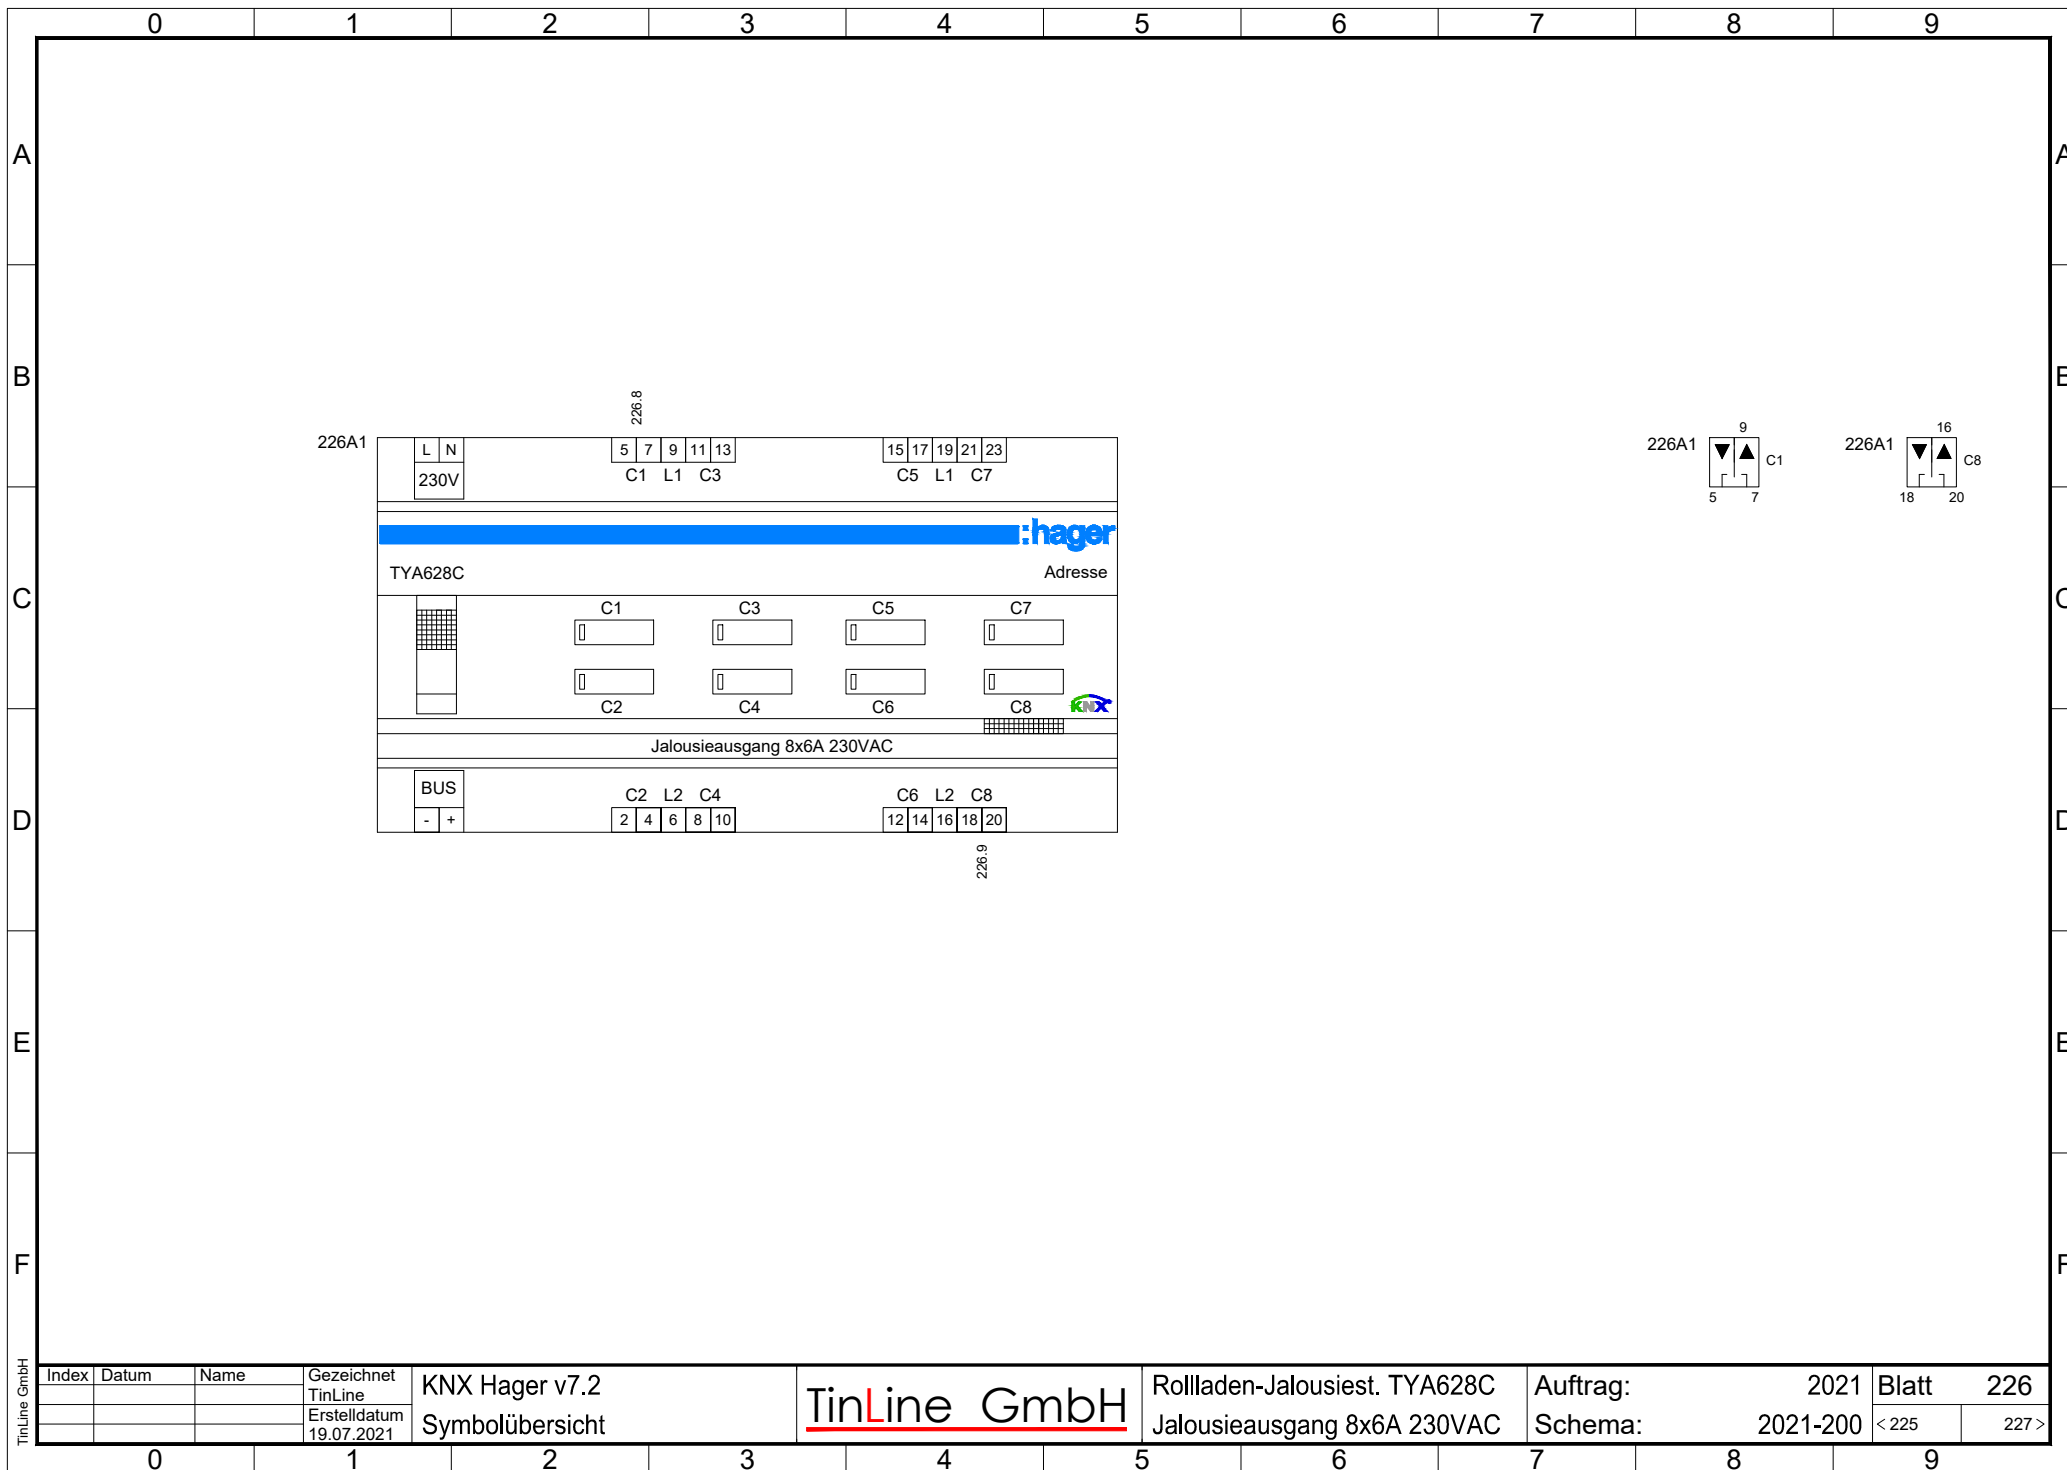 0 1 2 3 4 5 6 7 8 9
A A
B B
226.8
226A1
L N
5 7 9 11 13
15 17 19 21 23
230V
C1 L1 C3
C5 L1 C7
226A1
9
C1
5 7
226A1
16
C8
18 20
:hager
TYA628C
Adresse
C C
C1 C3 C5 C7
C2 C4 C6 C8
KNX
Jalousieausgang 8x6A 230VAC
BUS
C2 L2 C4
C6 L2 C8
D D
- +
2 4 6 8 10
12 14 16 18 20
226.9
E E
F F
TinLine GmbH
Index Datum Name
Gezeichnet
TinLine
Erstelldatum
19.07.2021
KNX Hager v7.2
Symbolübersicht
TinLine GmbH
Rollladen-Jalousiest. TYA628C
Jalousieausgang 8x6A 230VAC
Auftrag: 2021
Schema: 2021-200
Blatt 226
< 225 227 >
0 1 2 3 4 5 6 7 8 9